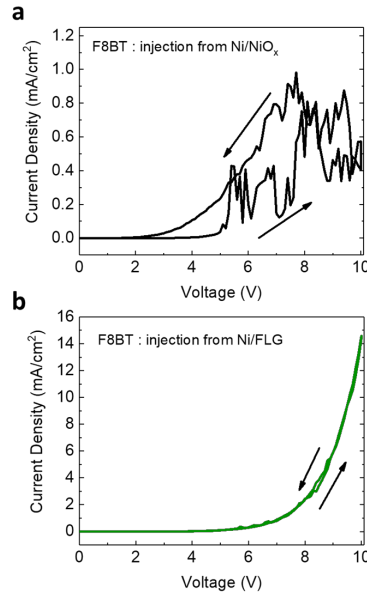 a
F8BT : injection from Ni/NiOx
Current Density (mA/cm²)
1.2
1.0
0.8
0.6
0.4
0.2
0.0
0 2 4 6 8 10
Voltage (V)
b
F8BT : injection from Ni/FLG
Current Density (mA/cm²)
16
14
12
10
8
6
4
2
0
0 2 4 6 8 10
Voltage (V)